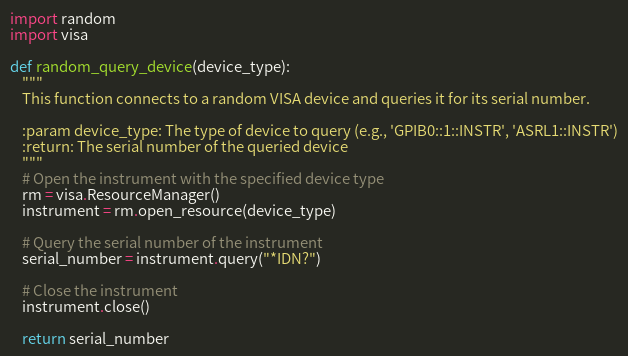 import random
import visa
def random_query_device(device_type):
"""
This function connects to a random VISA device and queries it for its serial number.
:param device_type: The type of device to query (e.g., 'GPIB0::1::INSTR', 'ASRL1::INSTR')
:return: The serial number of the queried device
"""
# Open the instrument with the specified device type
rm = visa.ResourceManager()
instrument = rm.open_resource(device_type)
# Query the serial number of the instrument
serial_number = instrument.query("*IDN?")
# Close the instrument
instrument.close()
return serial_number